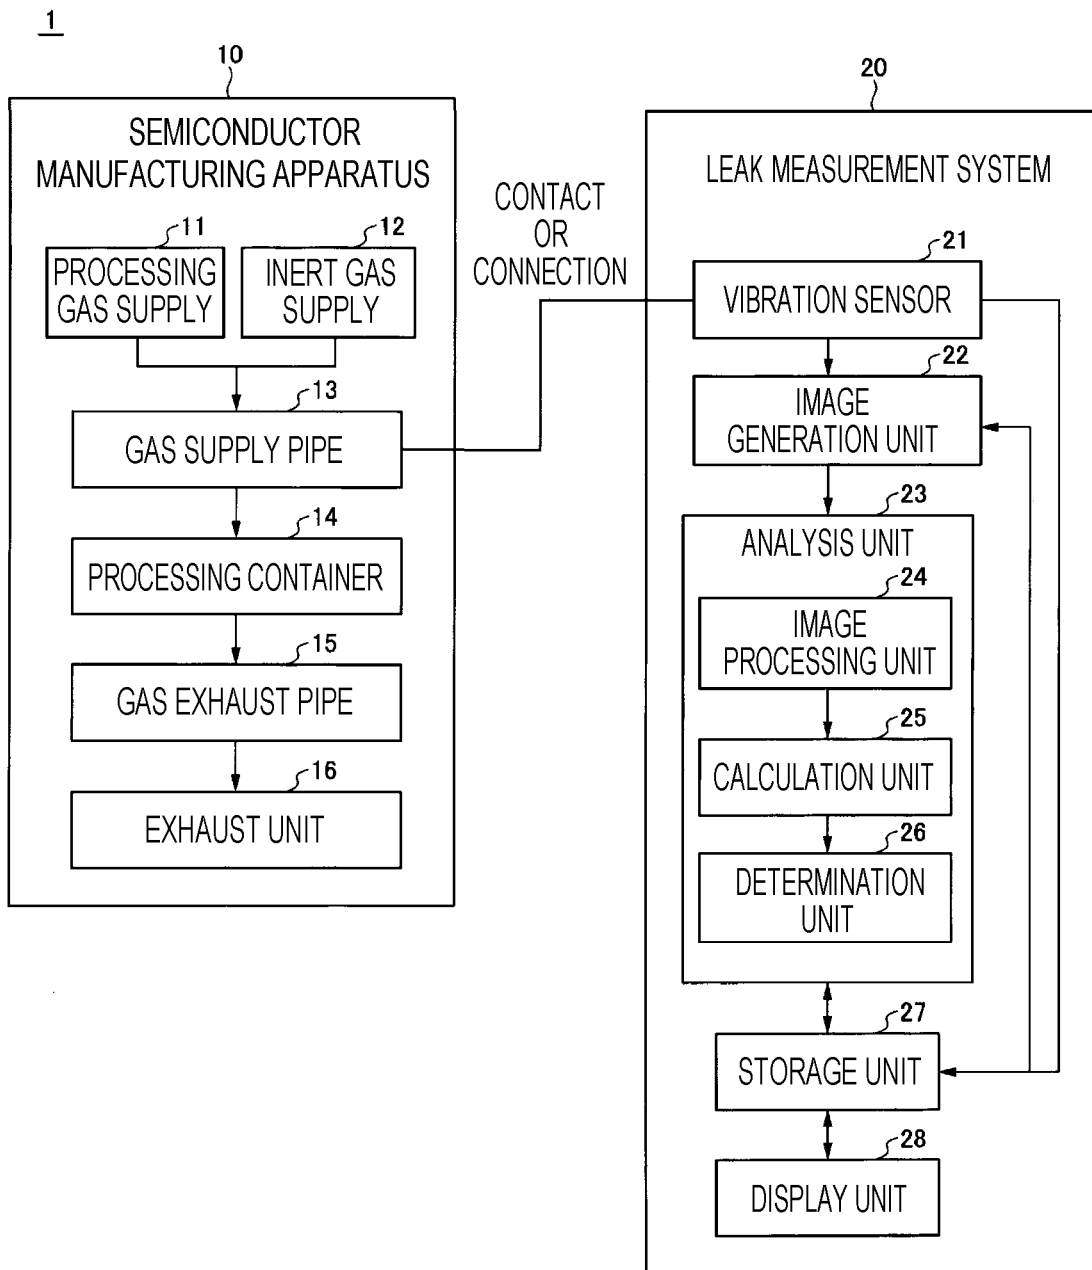 1
10
SEMICONDUCTOR
MANUFACTURING APPARATUS
11
PROCESSING
GAS SUPPLY
12
INERT GAS
SUPPLY
13
GAS SUPPLY PIPE
14
PROCESSING CONTAINER
15
GAS EXHAUST PIPE
16
EXHAUST UNIT
CONTACT
OR
CONNECTION
20
LEAK MEASUREMENT SYSTEM
21
VIBRATION SENSOR
22
IMAGE
GENERATION UNIT
23
ANALYSIS UNIT
24
IMAGE
PROCESSING UNIT
25
CALCULATION UNIT
26
DETERMINATION
UNIT
27
STORAGE UNIT
28
DISPLAY UNIT